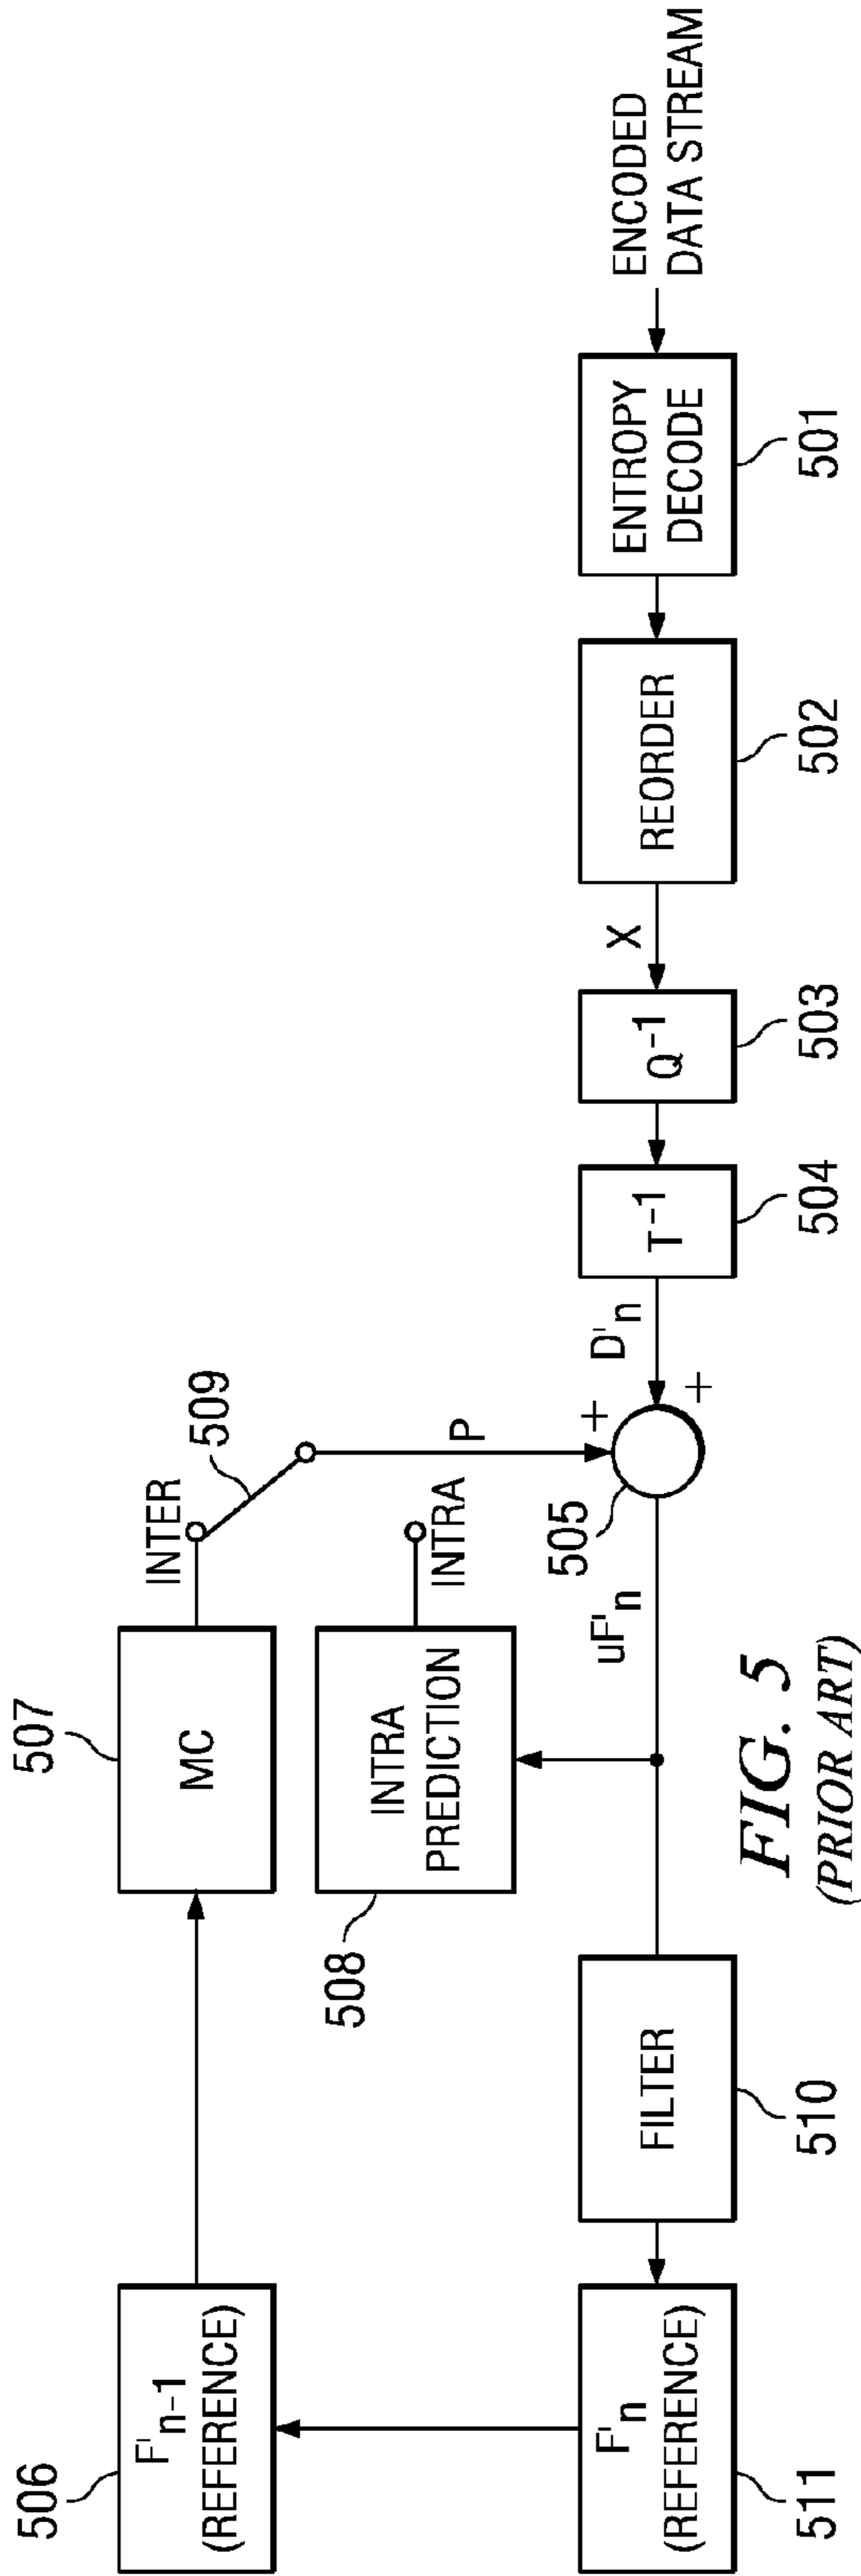 506
F'n-1
(REFERENCE)
507
MC
INTER
509
508
INTRA
PREDICTION
INTRA
P
511
F'n
(REFERENCE)
510
FILTER
uF'n
505
+
+
D'n
T-1
504
Q-1
503
X
REORDER
502
ENTROPY
DECODE
501
ENCODED
DATA STREAM
FIG. 5
(PRIOR ART)